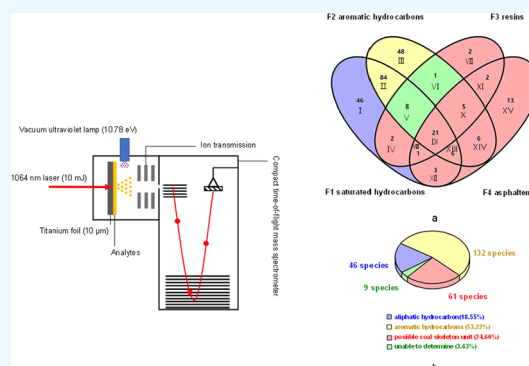 F2 aromatic hydrocarbons
F3 resins
48
III
2
VII
84
II
1
VI
2
XI
46
I
13
XV
8
V
5
X
2
IV
21
IX
6
XIV
1
6
XIII
3
XII
F1 saturated hydrocarbons
F4 asphalten
a
Vacuum ultraviolet lamp (10.78 eV)
Ion transmission
1064 nm laser (10 mJ)
Titanium foil (10 μm)
Analytes
Compact time-of-flight mass spectrometer
132 species
46 species
9 species
61 species
aliphatic hydrocarbon(18.55%)
aromatic hydrocarbons (53.22%)
possible coal skeleton unit (24.60%)
unable to determine (3.63%)